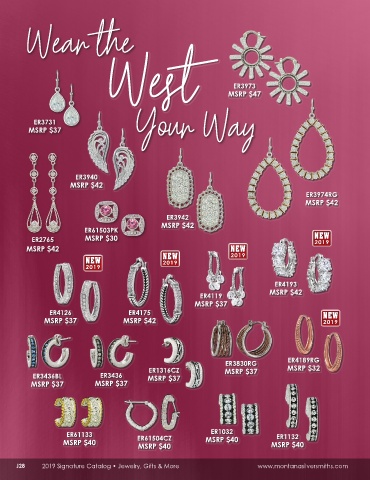 Wear the
West
Your Way
ER3973
MSRP $47
ER3731
MSRP $37
ER3940
MSRP $42
ER3974RG
MSRP $42
ER61503PK
MSRP $30
ER3942
MSRP $42
ER2765
MSRP $42
NEW
2019
NEW
2019
NEW
2019
NEW
2019
ER4193
MSRP $42
ER4119
MSRP $37
ER4126
MSRP $37
ER4175
MSRP $42
NEW
2019
ER3830RG
MSRP $37
ER4189RG
MSRP $32
ER1316CZ
MSRP $37
ER3436BL
MSRP $37
ER3436
MSRP $37
ER61133
MSRP $40
ER61504CZ
MSRP $40
ER1032
MSRP $40
ER1132
MSRP $40
J28 2019 Signature Catalog • Jewelry, Gifts & More www.montanasilversmiths.com